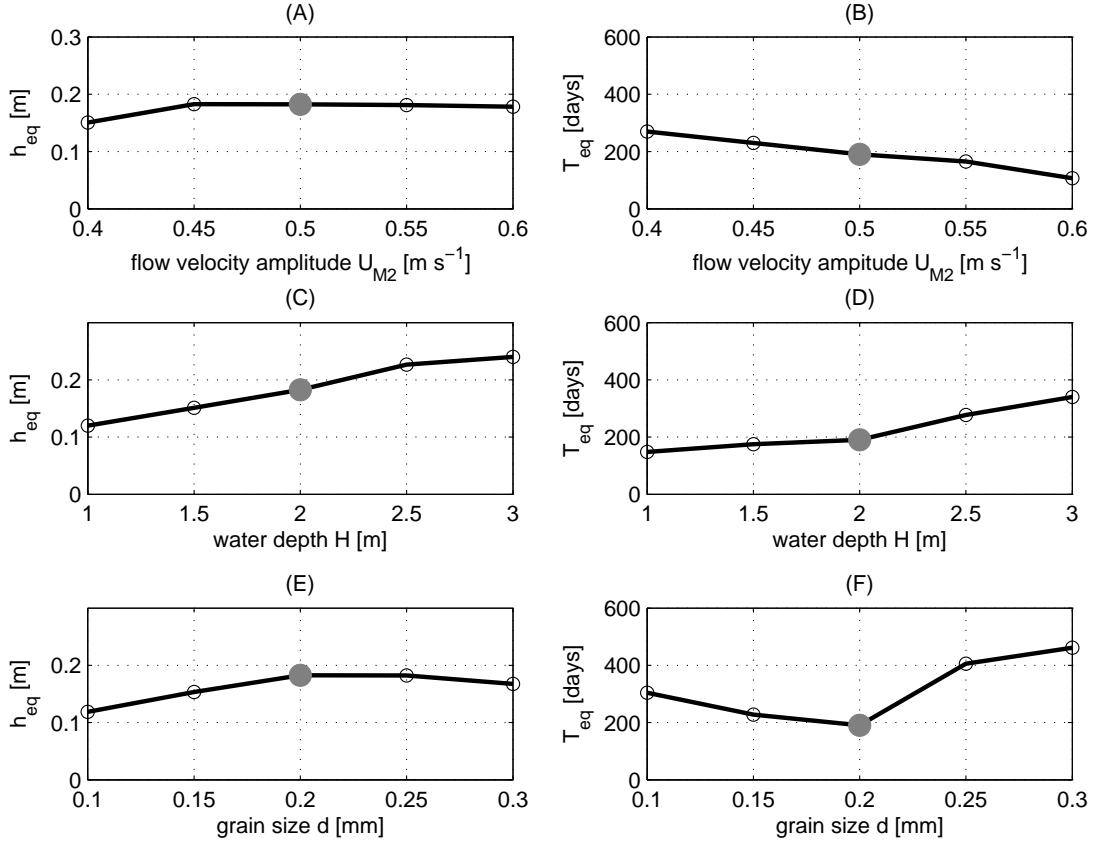 (A)
h_eq [m]
0.3
0.2
0.1
0
0.4 0.45 0.5 0.55 0.6
flow velocity amplitude U_M2 [m s⁻¹]
(B)
T_eq [days]
600
400
200
0
0.4 0.45 0.5 0.55 0.6
flow velocity ampitude U_M2 [m s⁻¹]
(C)
h_eq [m]
0.2
0.1
0
1 1.5 2 2.5 3
water depth H [m]
(D)
T_eq [days]
600
400
200
0
1 1.5 2 2.5 3
water depth H [m]
(E)
h_eq [m]
0.2
0.1
0
0.1 0.15 0.2 0.25 0.3
grain size d [mm]
(F)
T_eq [days]
600
400
200
0
0.1 0.15 0.2 0.25 0.3
grain size d [mm]